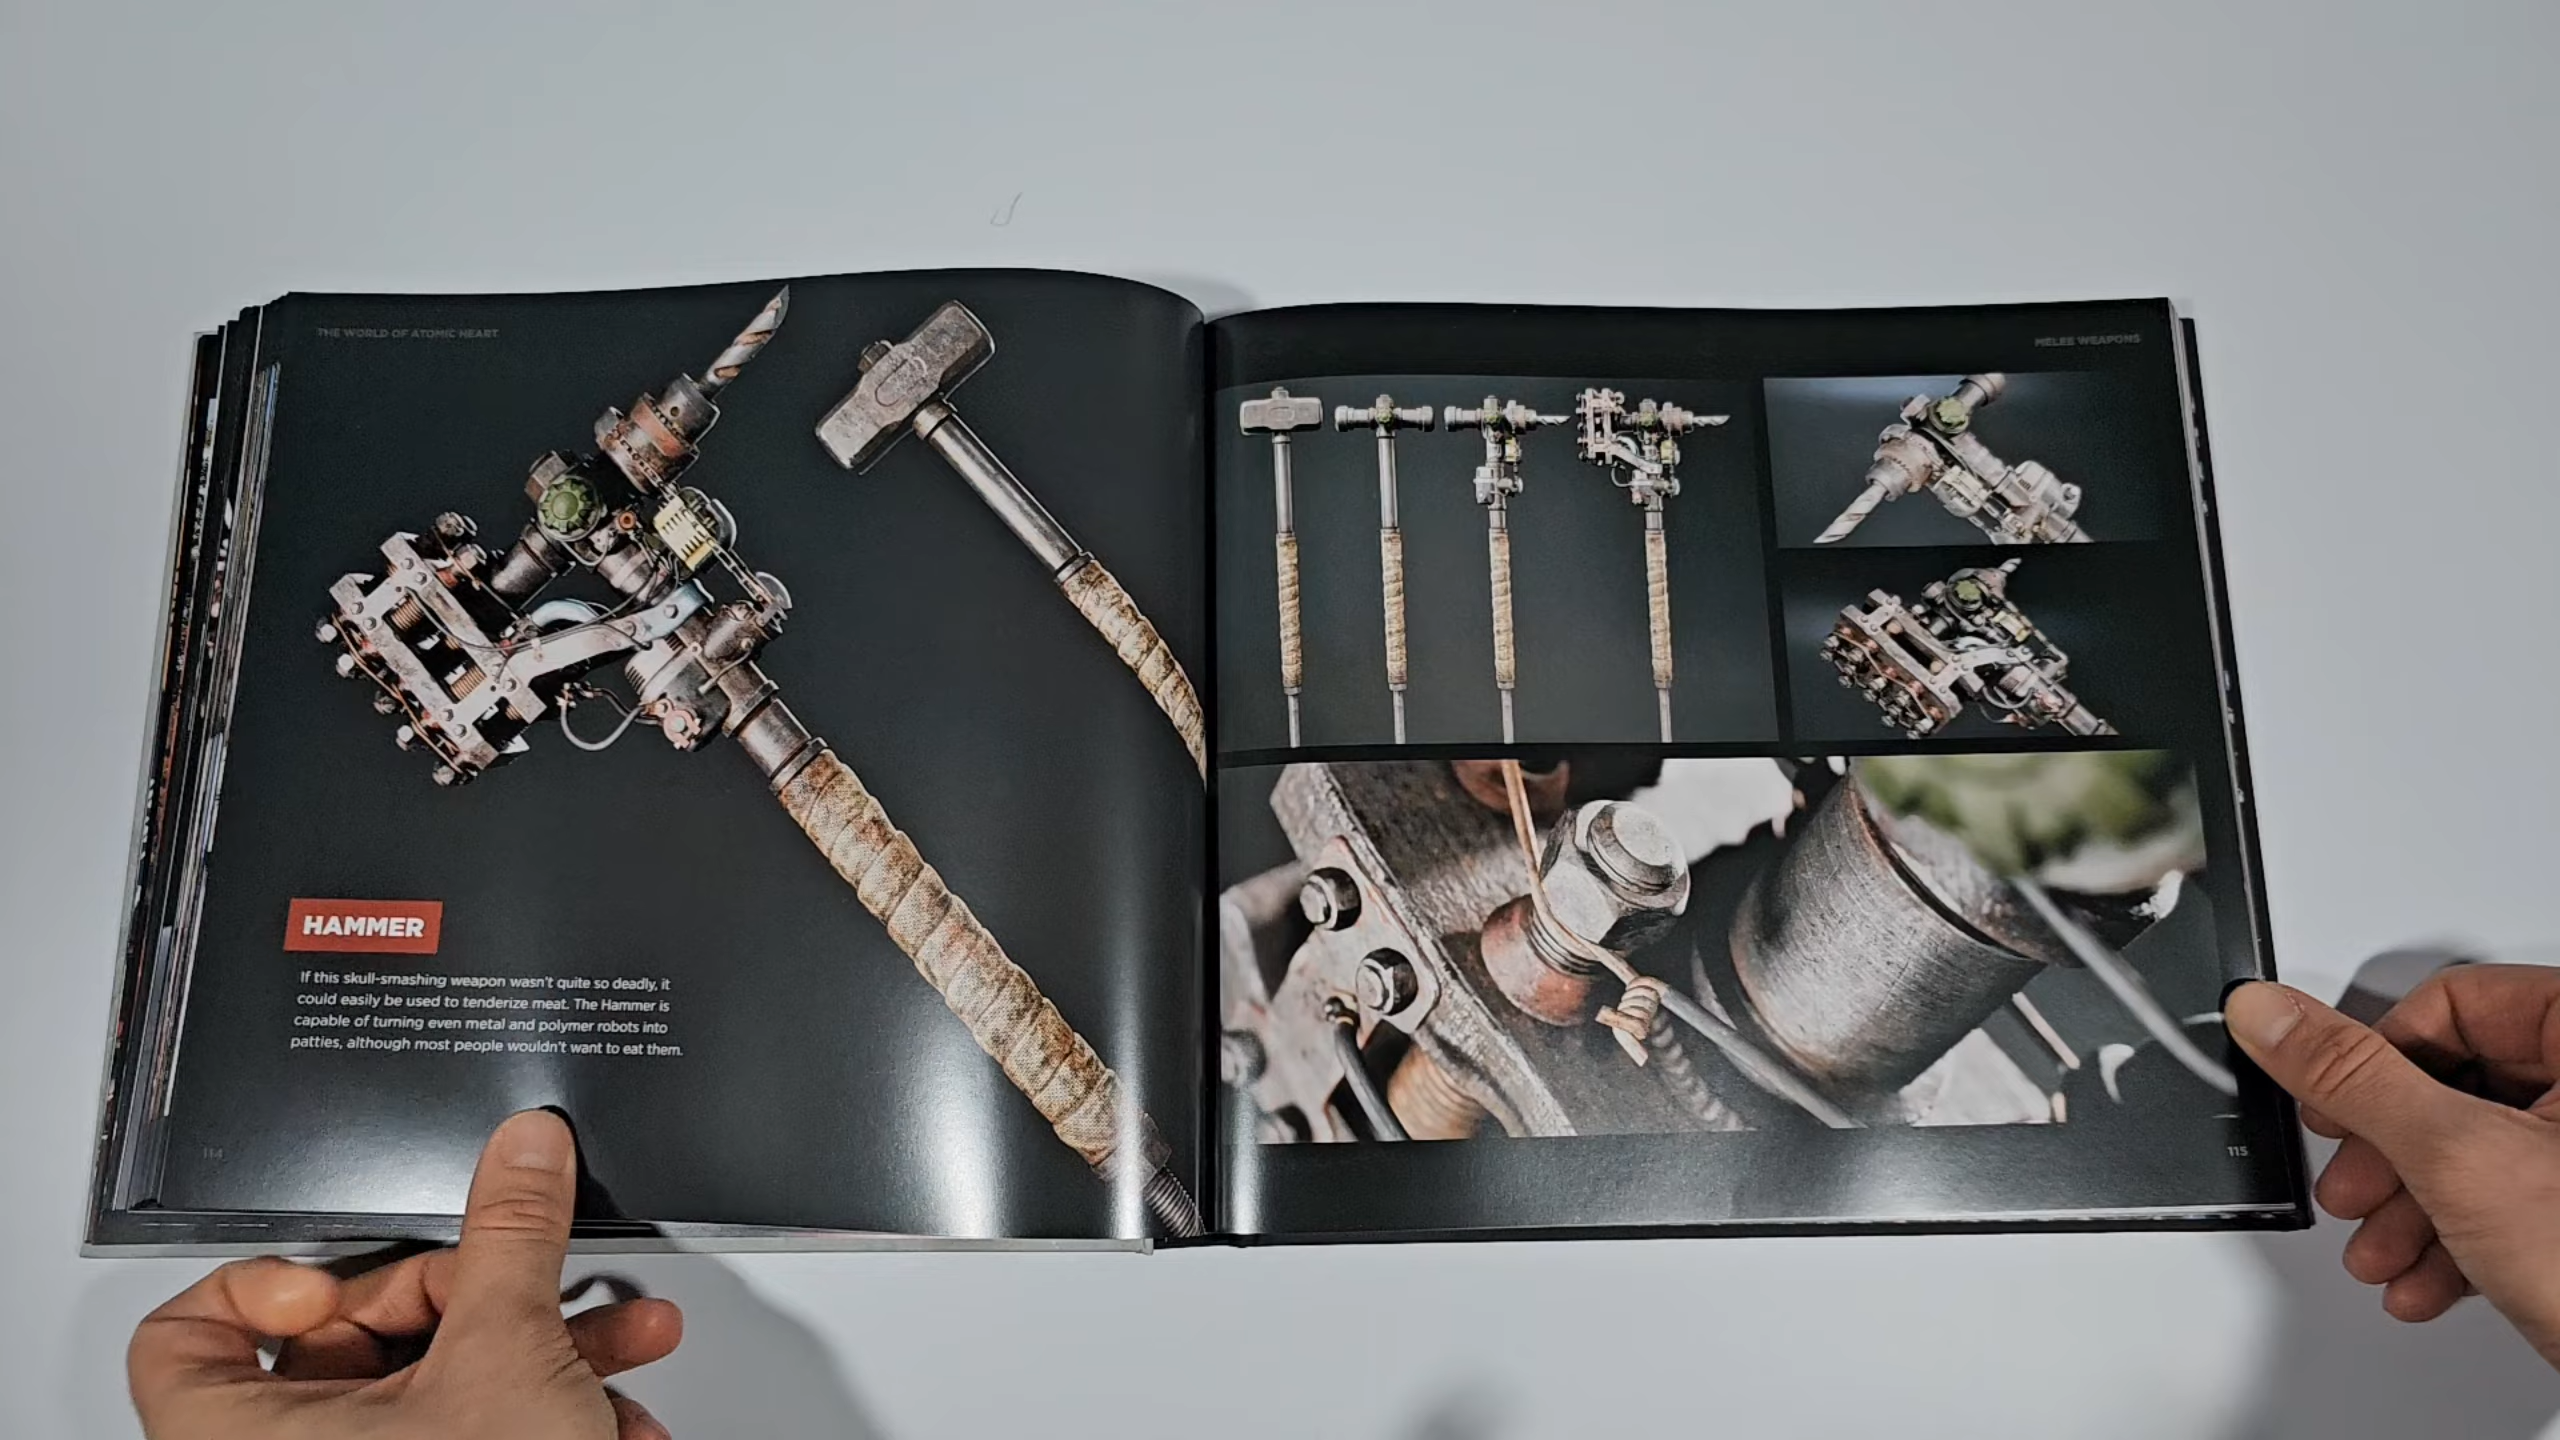 THE WORLD OF ATOMIC HEART
MELEE WEAPONS
HAMMER
If this skull-smashing weapon wasn't quite so deadly, it
could easily be used to tenderize meat. The Hammer is
capable of turning even metal and polymer robots into
patties, although most people wouldn't want to eat them.
114
115